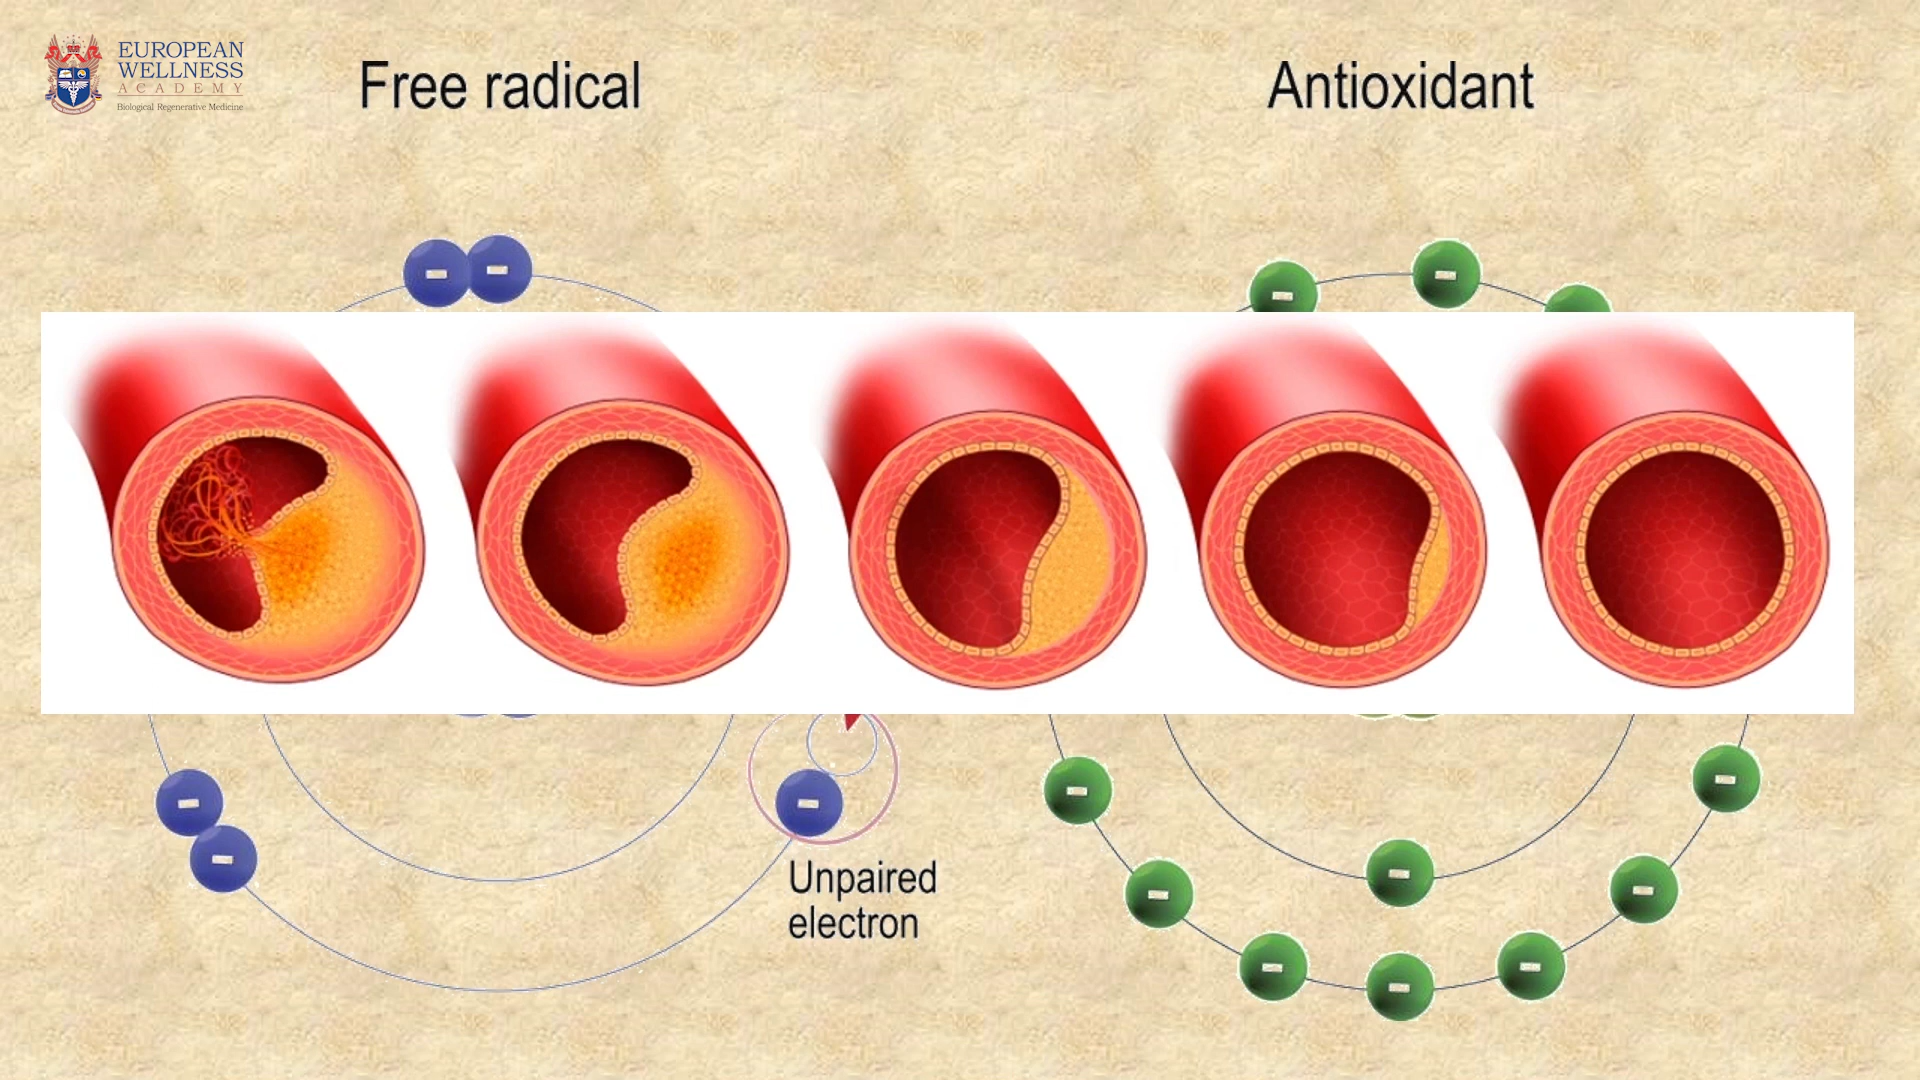 EUROPEAN
WELLNESS
ACADEMY
Biological Regenerative Medicine
Free radical
Antioxidant
Unpaired
electron